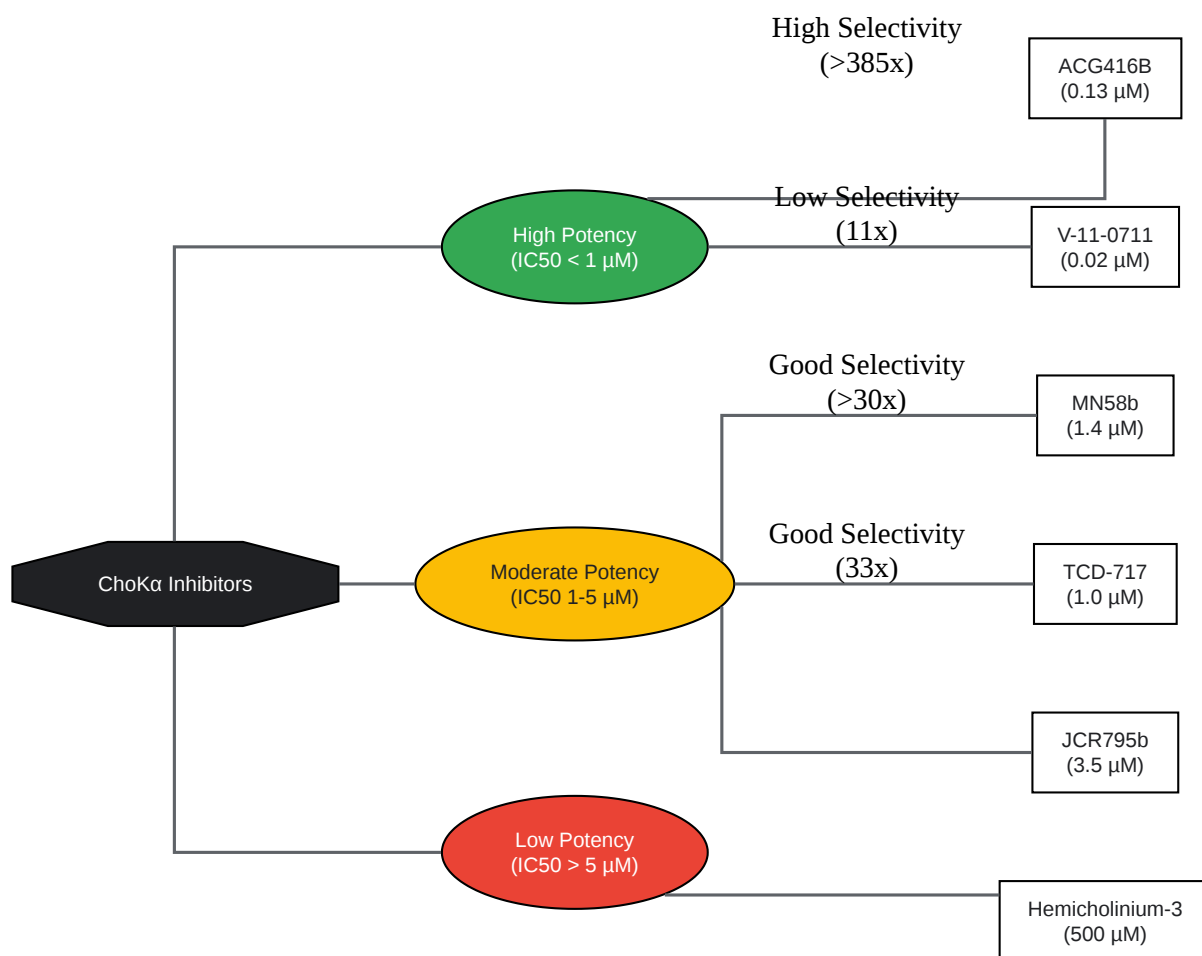 High Selectivity
(>385x)
ACG416B
(0.13 µM)
High Potency
(IC50 < 1 µM)
Low Selectivity
(11x)
V-11-0711
(0.02 µM)
Good Selectivity
(>30x)
MN58b
(1.4 µM)
ChoKα Inhibitors
Moderate Potency
(IC50 1-5 µM)
Good Selectivity
(33x)
TCD-717
(1.0 µM)
JCR795b
(3.5 µM)
Low Potency
(IC50 > 5 µM)
Hemicholinium-3
(500 µM)